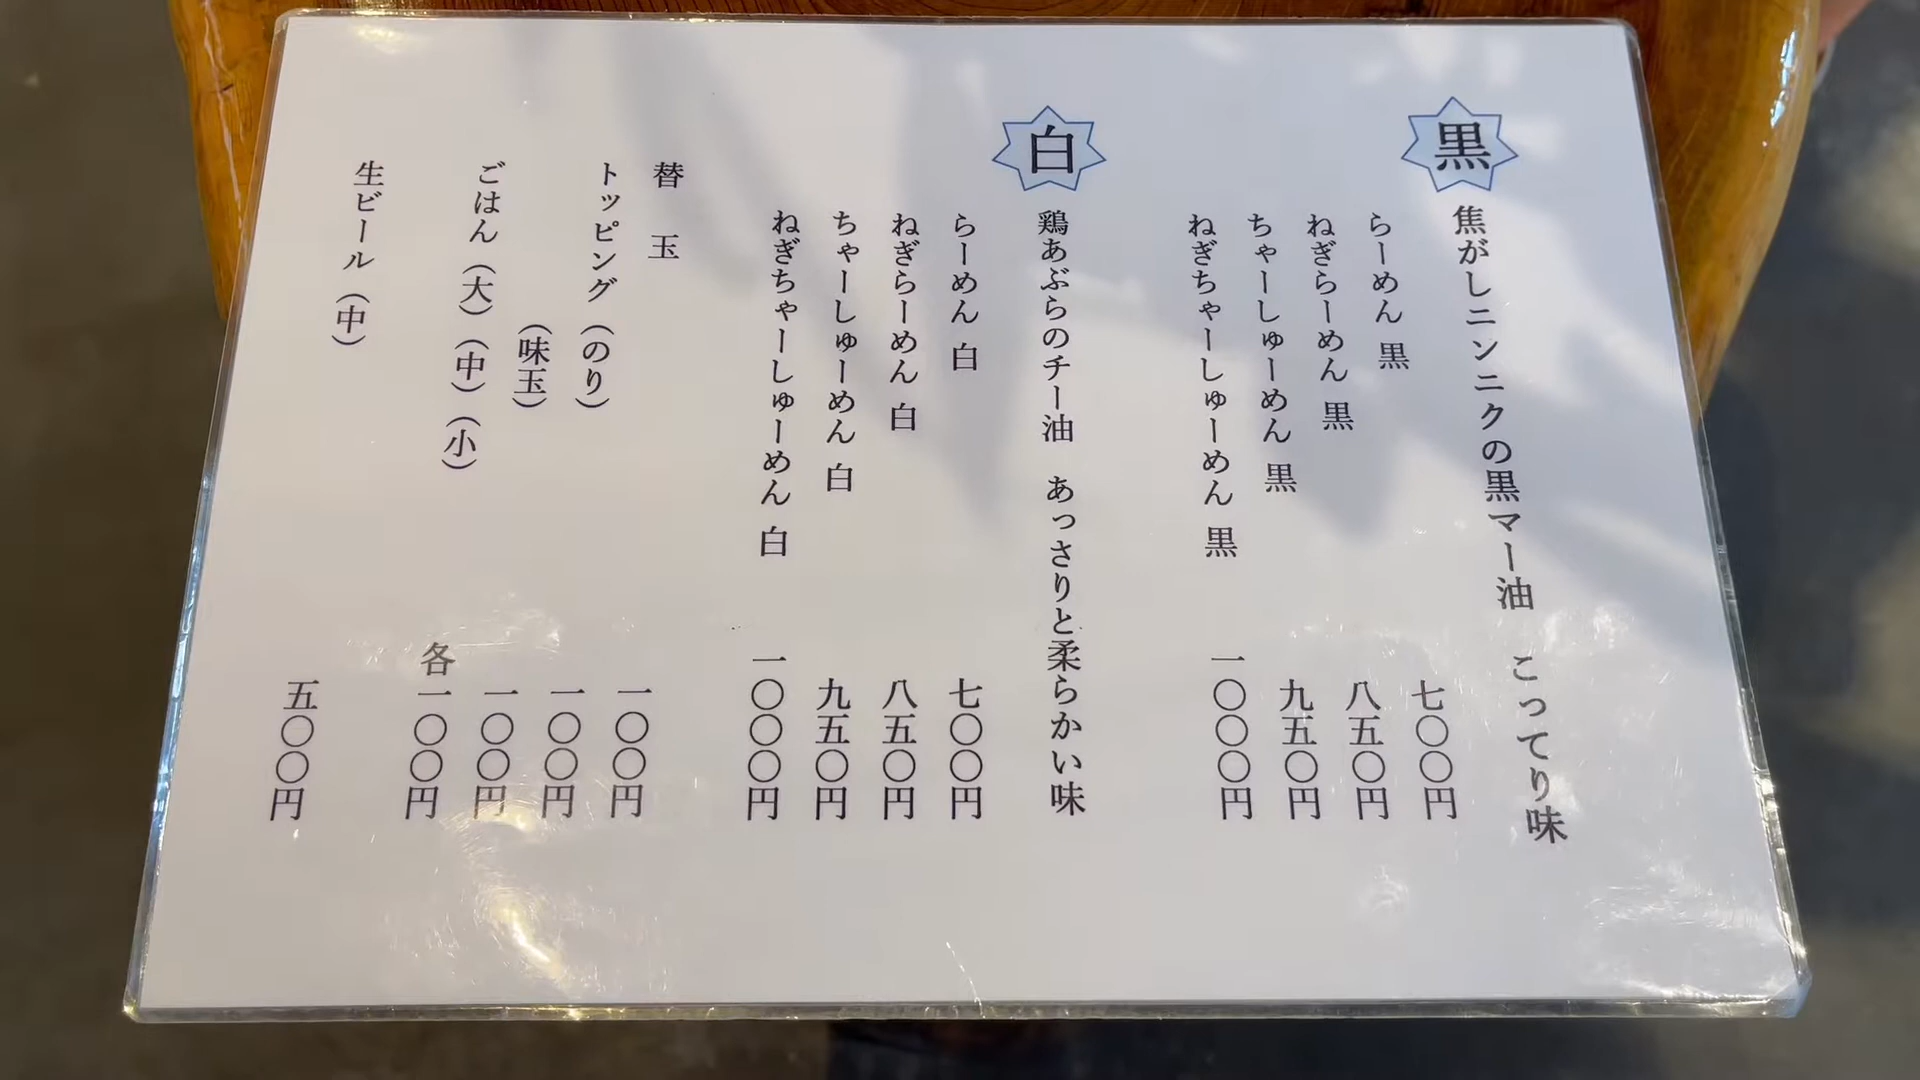 黒
焦がしニンニクの黒マー油 こってり味
らーめん 黒 七〇〇円
ねぎらーめん 黒 八五〇円
ちゃーしゅーめん 黒 九五〇円
ねぎちゃーしゅーめん 黒 一〇〇〇円
白
鶏あぶらのチー油 あっさりと柔らかい味
らーめん 白 七〇〇円
ねぎらーめん 白 八五〇円
ちゃーしゅーめん 白 九五〇円
ねぎちゃーしゅーめん 白 一〇〇〇円
替 玉 一〇〇円
トッピング（のり） 一〇〇円
（味玉） 一〇〇円
ごはん（大）（中）（小） 各一〇〇円
生ビール（中） 五〇〇円